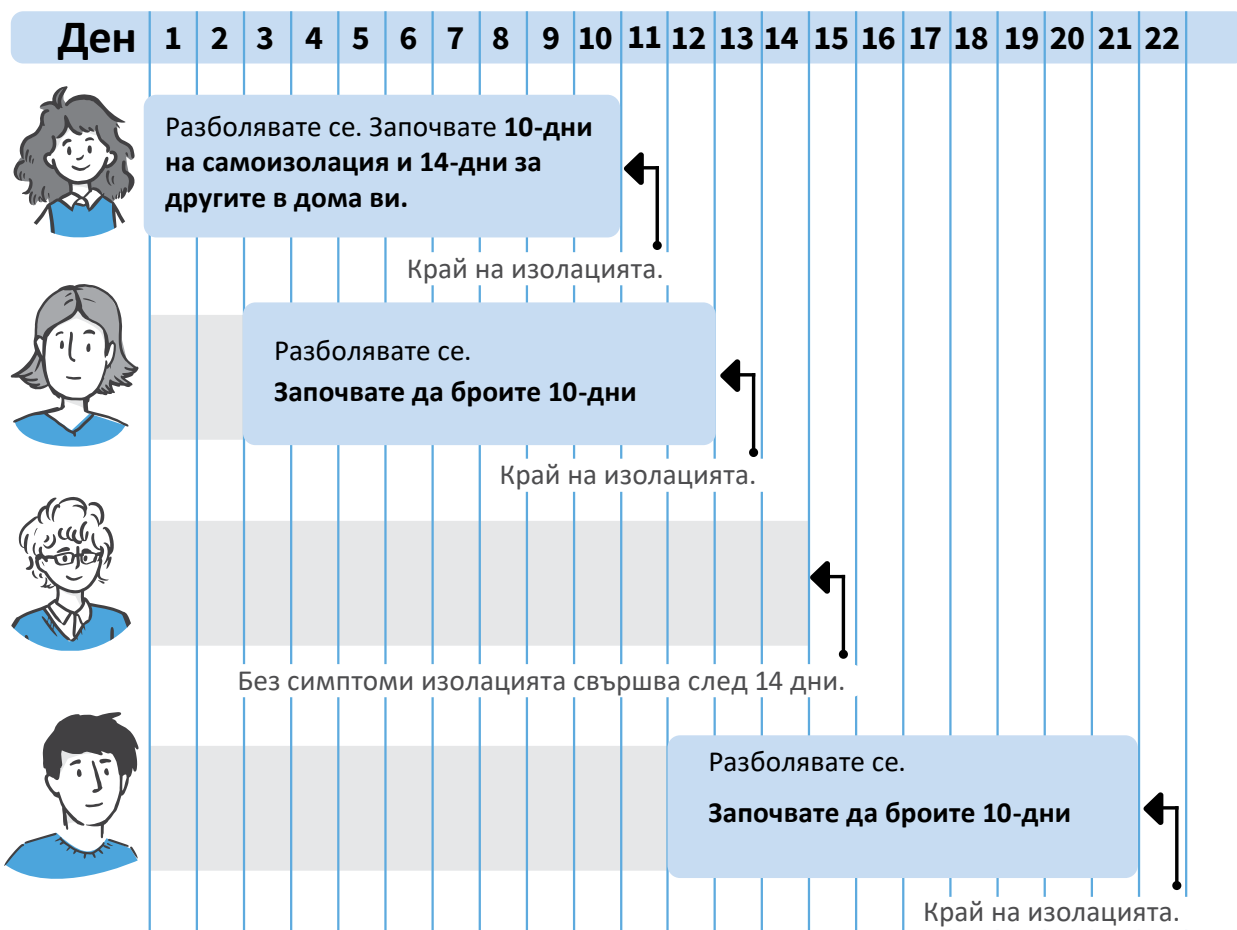 Ден 1 2 3 4 5 6 7 8 9 10 11 12 13 14 15 16 17 18 19 20 21 22
Разболявате се. Започвате 10-дни
на самоизолация и 14-дни за
другите в дома ви.
Край на изолацията.
Разболявате се.
Започвате да броите 10-дни
Край на изолацията.
Без симптоми изолацията свършва след 14 дни.
Разболявате се.
Започвате да броите 10-дни
Край на изолацията.